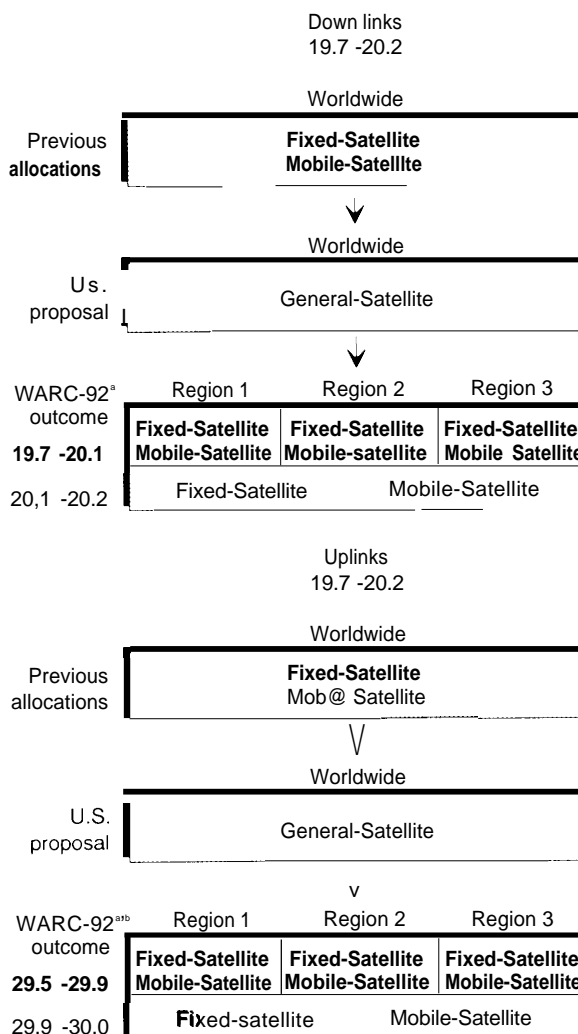 Down links
19.7 -20.2
Worldwide
Previous
allocations
Fixed-Satellite
Mobile-Satelllte
Worldwide
Us.
proposal
General-Satellite
WARC-92a
outcome
Region 1 Region 2 Region 3
19.7 -20.1
Fixed-Satellite Fixed-Satellite Fixed-Satellite
Mobile-Satellite Mobile-satellite Mobile Satellite
20,1 -20.2
Fixed-Satellite Mobile-Satellite
Uplinks
19.7 -20.2
Worldwide
Previous
allocations
Fixed-Satellite
Mob@ Satellite
Worldwide
U.S.
proposal
General-Satellite
v
WARC-92a,b
outcome
Region 1 Region 2 Region 3
29.5 -29.9
Fixed-Satellite Fixed-Satellite Fixed-Satellite
Mobile-Satellite Mobile-Satellite Mobile-Satellite
29.9 -30.0
Fixed-satellite Mobile-Satellite